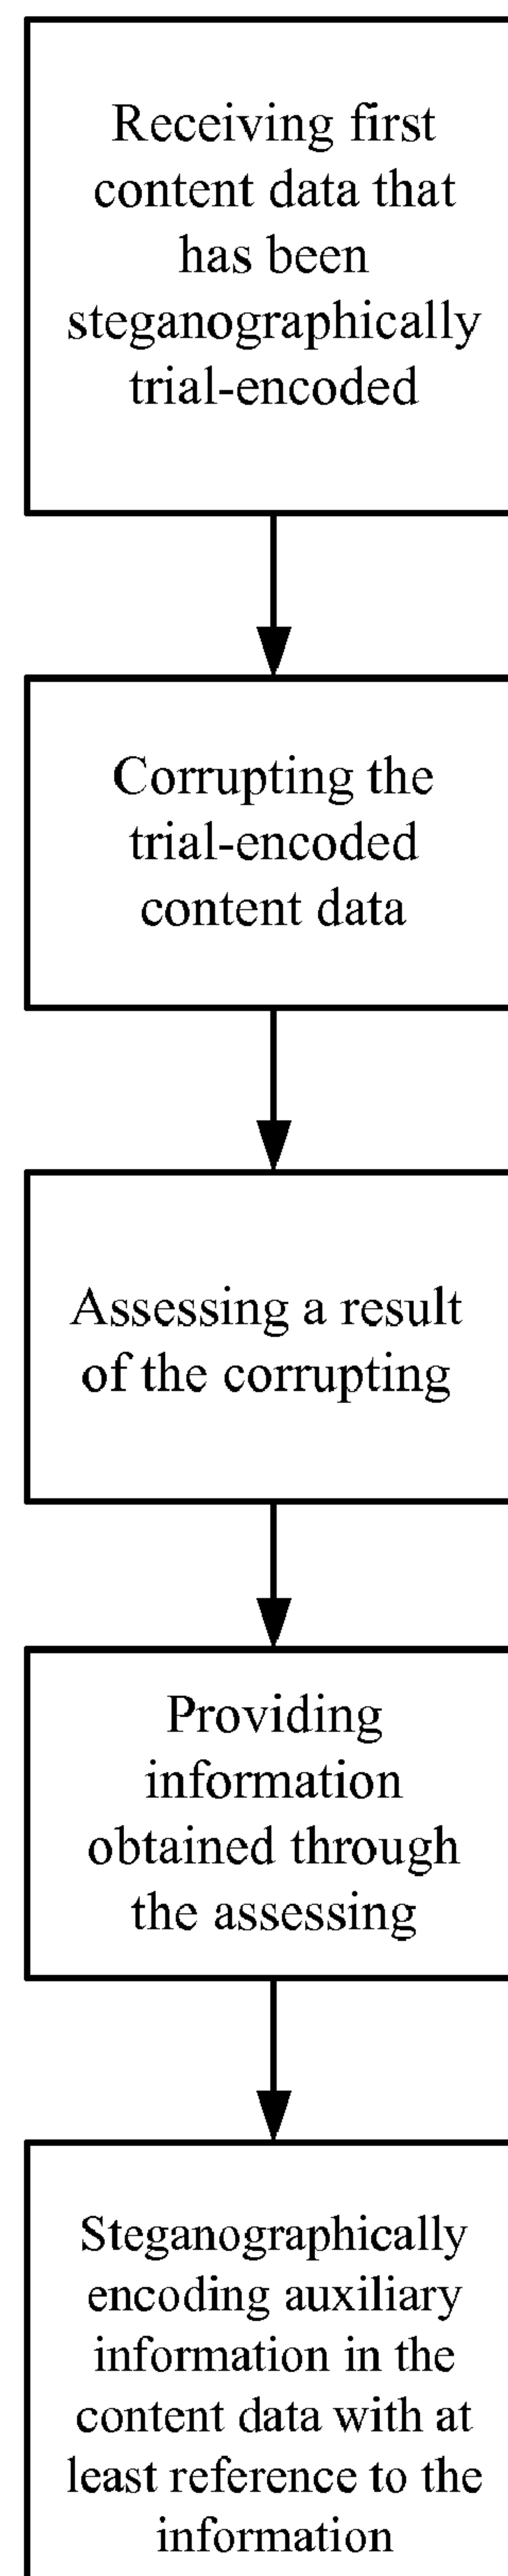 Receiving first
content data that
has been
steganographically
trial-encoded
Corrupting the
trial-encoded
content data
Assessing a result
of the corrupting
Providing
information
obtained through
the assessing
Steganographically
encoding auxiliary
information in the
content data with at
least reference to the
information